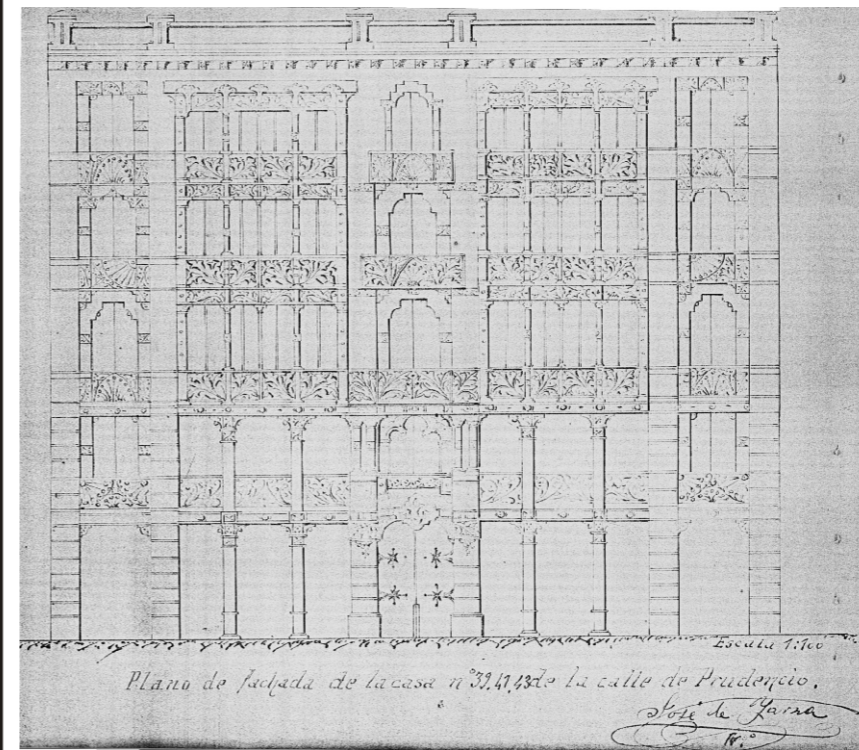 Escala 1:100
Plano de fachada de la casa nº 39, 41, 43 de la calle de Prudencio.
José de Yarza